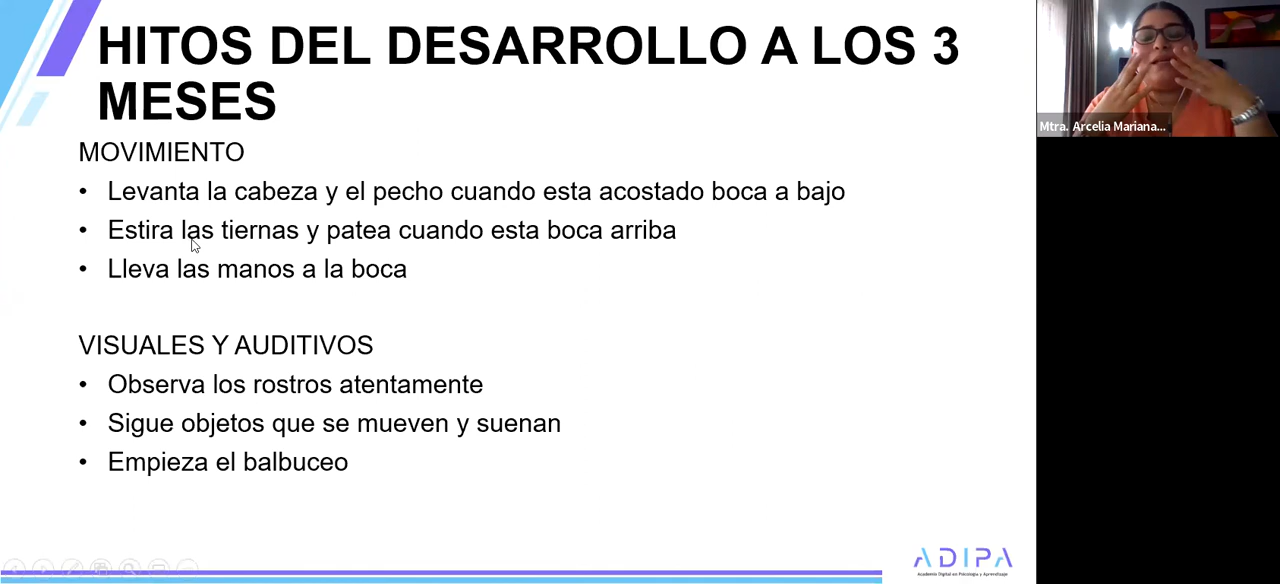 HITOS DEL DESARROLLO A LOS 3
MESES
MOVIMIENTO
• Levanta la cabeza y el pecho cuando esta acostado boca a bajo
• Estira las tiernas y patea cuando esta boca arriba
• Lleva las manos a la boca
VISUALES Y AUDITIVOS
• Observa los rostros atentamente
• Sigue objetos que se mueven y suenan
• Empieza el balbuceo
Mtra. Arcelia Mariana...
ADIPA
Academia Digital en Psicología y Aprendizaje